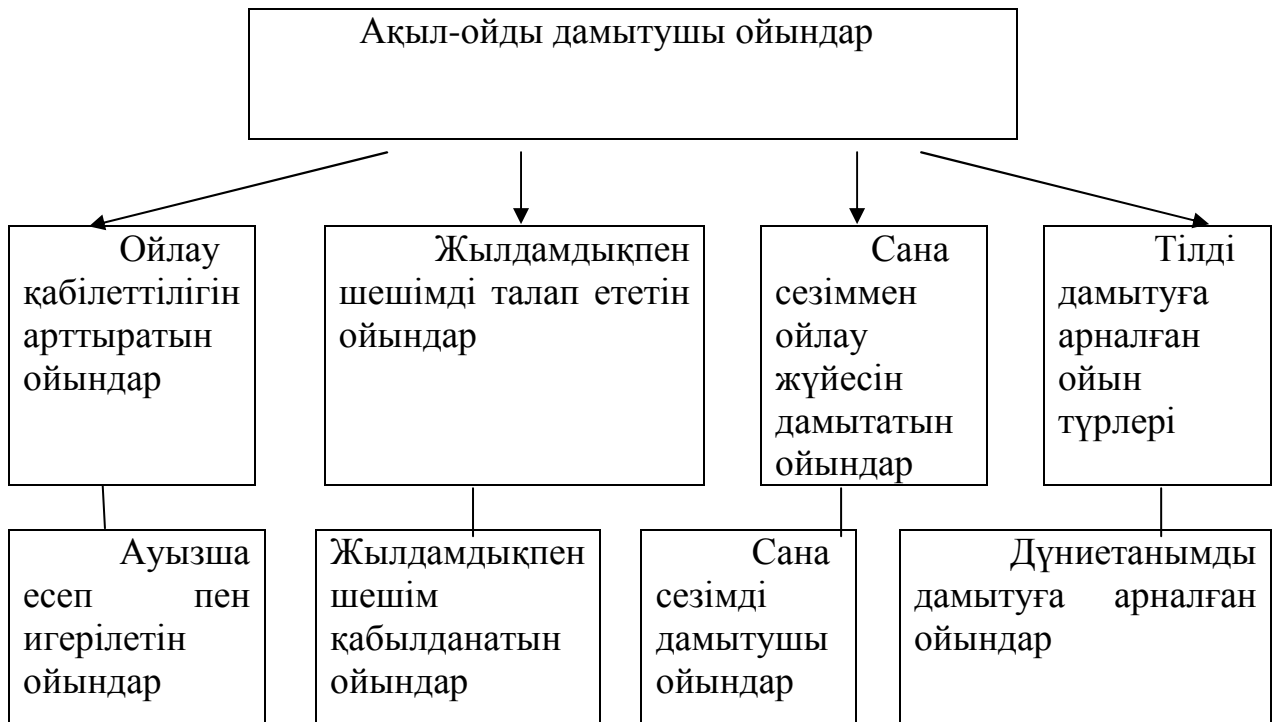 Ақыл-ойды дамытушы ойындар
Ойлау
қабілеттілігін
арттыратын
ойындар
Жылдамдықпен
шешімді талап ететін
ойындар
Сана
сезіммен
ойлау
жүйесін
дамытатын
ойындар
Тілді
дамытуға
арналған
ойын
түрлері
Ауызша
есеп пен
игерілетін
ойындар
Жылдамдықпен
шешім
қабылданатын
ойындар
Сана
сезімді
дамытушы
ойындар
Дүниетанымды
дамытуға арналған
ойындар